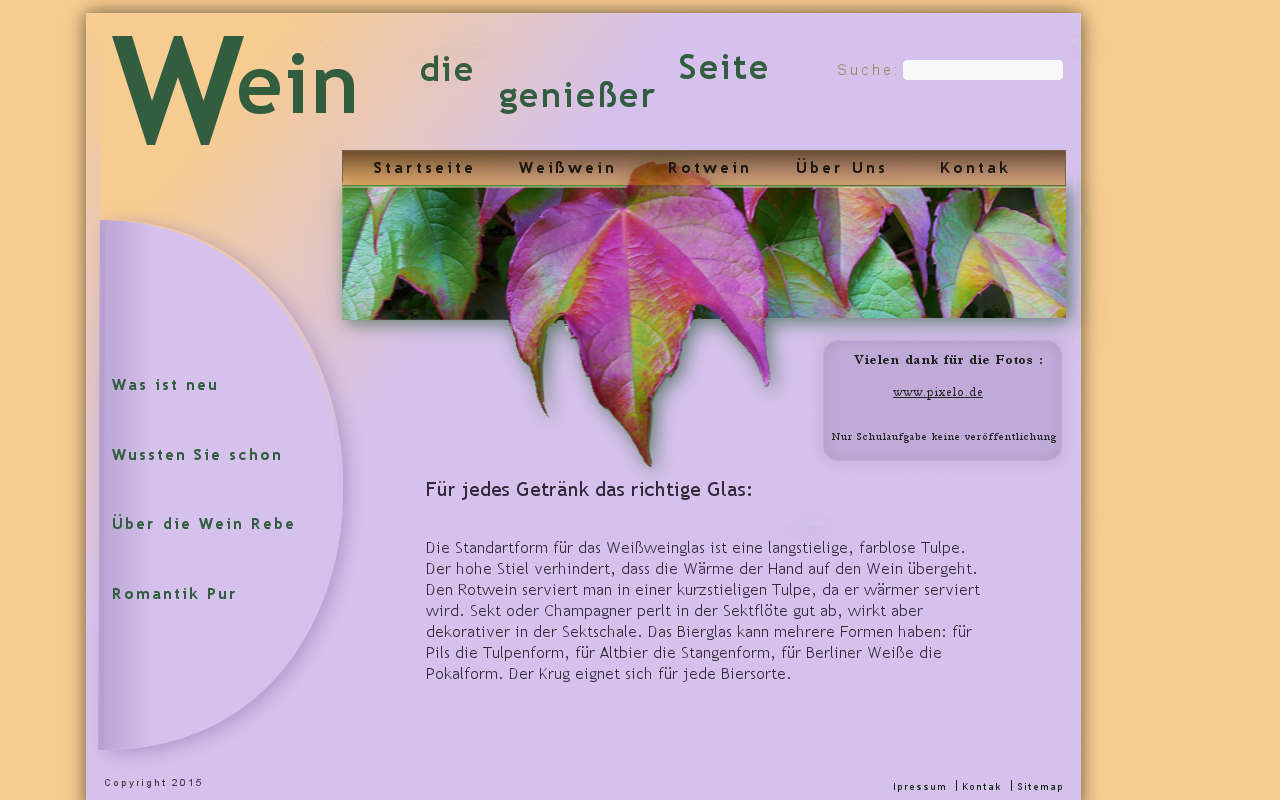 Wein
die
genießer
Seite
Suche:
Startseite Weißwein Rotwein Über Uns Kontak
Vielen dank für die Fotos :
www.pixelo.de
Nur Schulaufgabe keine veröffentlichung
Was ist neu
Wussten Sie schon
Über die Wein Rebe
Romantik Pur
Für jedes Getränk das richtige Glas:
Die Standartform für das Weißweinglas ist eine langstielige, farblose Tulpe.
Der hohe Stiel verhindert, dass die Wärme der Hand auf den Wein übergeht.
Den Rotwein serviert man in einer kurzstieligen Tulpe, da er wärmer serviert
wird. Sekt oder Champagner perlt in der Sektflöte gut ab, wirkt aber
dekorativer in der Sektschale. Das Bierglas kann mehrere Formen haben: für
Pils die Tulpenform, für Altbier die Stangenform, für Berliner Weiße die
Pokalform. Der Krug eignet sich für jede Biersorte.
Copyright 2015
Ipressum | Kontak | Sitemap